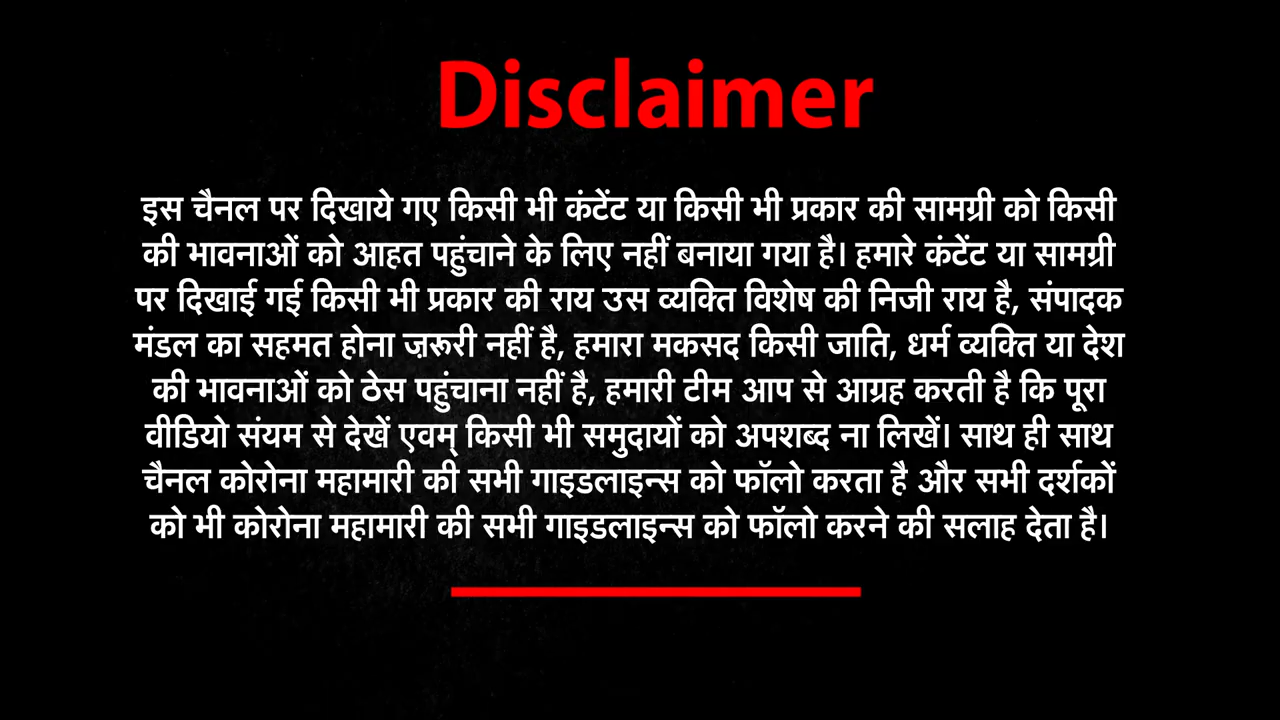 Disclaimer
इस चैनल पर दिखाये गए किसी भी कंटेंट या किसी भी प्रकार की सामग्री को किसी
की भावनाओं को आहत पहुंचाने के लिए नहीं बनाया गया है। हमारे कंटेंट या सामग्री
पर दिखाई गई किसी भी प्रकार की राय उस व्यक्ति विशेष की निजी राय है, संपादक
मंडल का सहमत होना ज़रूरी नहीं है, हमारा मकसद किसी जाति, धर्म व्यक्ति या देश
की भावनाओं को ठेस पहुंचाना नहीं है, हमारी टीम आप से आग्रह करती है कि पूरा
वीडियो संयम से देखें एवम् किसी भी समुदायों को अपशब्द ना लिखें। साथ ही साथ
चैनल कोरोना महामारी की सभी गाइडलाइन्स को फॉलो करता है और सभी दर्शकों
को भी कोरोना महामारी की सभी गाइडलाइन्स को फॉलो करने की सलाह देता है।